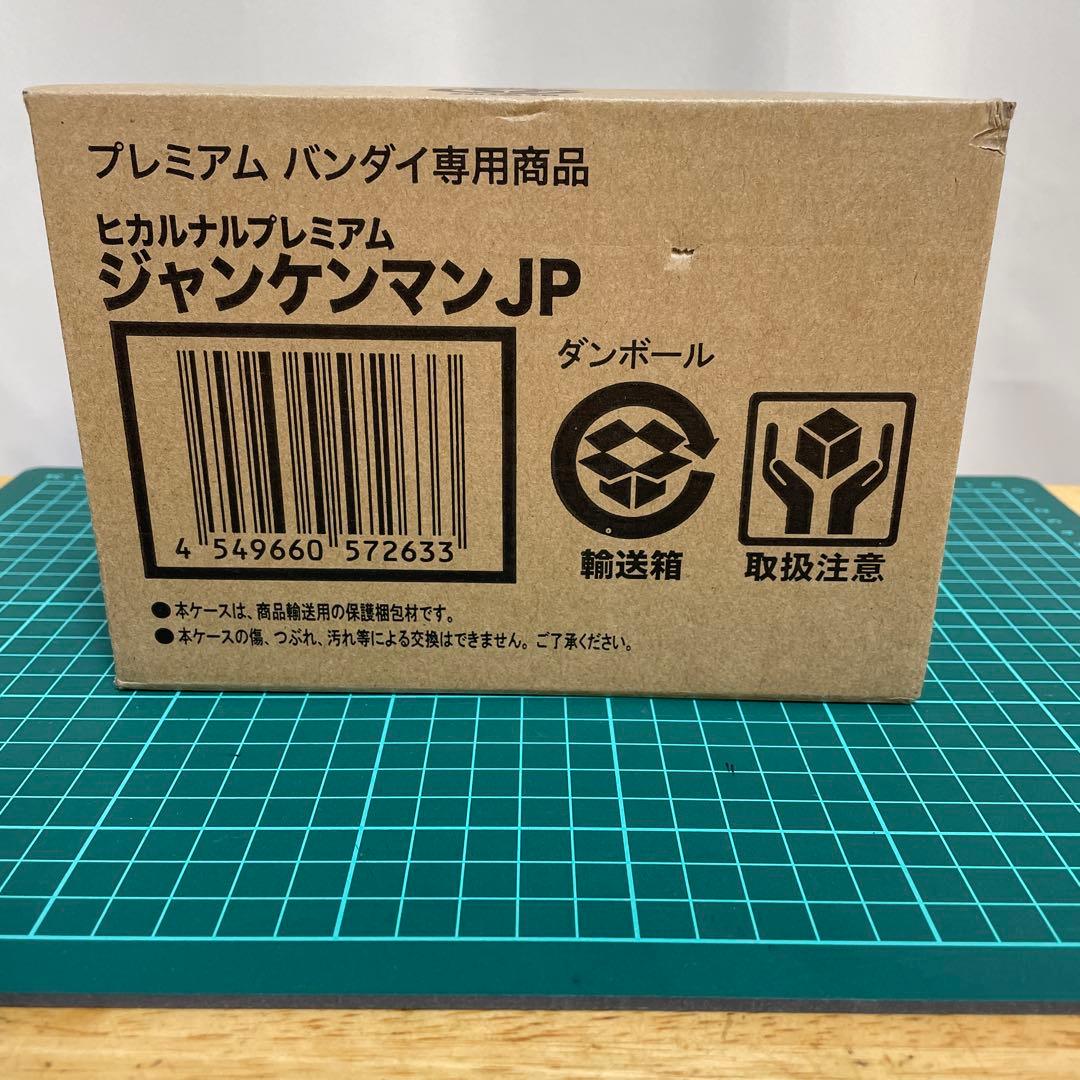 プレミアム バンダイ専用商品
ヒカルナルプレミアム
ジャンケンマンJP
ダンボール
4 549660 572633
輸送箱
取扱注意
●本ケースは、商品輸送用の保護梱包材です。
●本ケースの傷、つぶれ、汚れ等による交換はできません。ご了承ください。